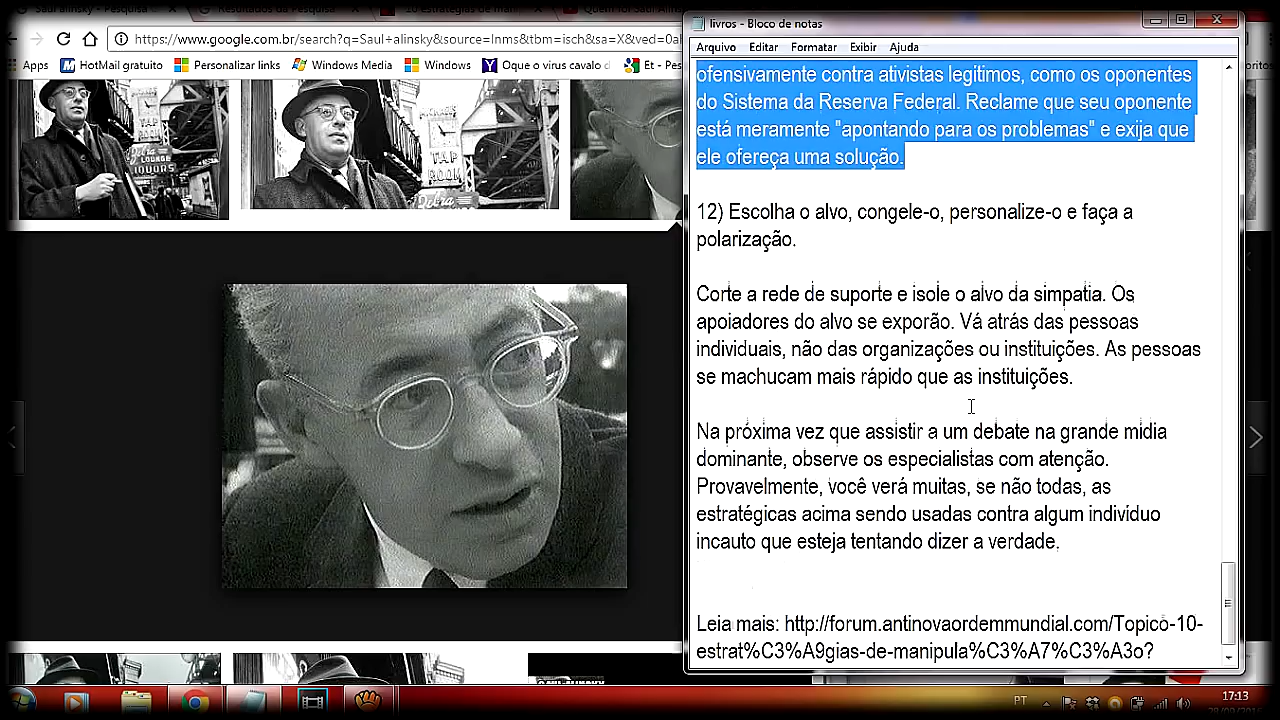 livros - Bloco de notas
https://www.google.com.br/search?q=Saul+alinsky&source=lnms&tbm=isch&sa=X&ved=0al
Arquivo Editar Formatar Exibir Ajuda
Apps HotMail gratuito Personalizar links Windows Media Windows Oque o virus cavalo d Et - Pes
ofensivamente contra ativistas legítimos, como os oponentes
do Sistema da Reserva Federal. Reclame que seu oponente
está meramente "apontando para os problemas" e exija que
ele ofereça uma solução.
TAP
ROOM
LOUNGE
LIQUORS
TAP
ROOM
12) Escolha o alvo, congele-o, personalize-o e faça a
polarização.
Corte a rede de suporte e isole o alvo da simpatia. Os
apoiadores do alvo se exporão. Vá atrás das pessoas
individuais, não das organizações ou instituições. As pessoas
se machucam mais rápido que as instituições.
Na próxima vez que assistir a um debate na grande mídia
dominante, observe os especialistas com atenção.
Provavelmente, você verá muitas, se não todas, as
estratégicas acima sendo usadas contra algum indivíduo
incauto que esteja tentando dizer a verdade.
Leia mais: http://forum.antinovaordemmundial.com/Topico-10-
estrat%C3%A9gias-de-manipula%C3%A7%C3%A3o?
PT
17:13